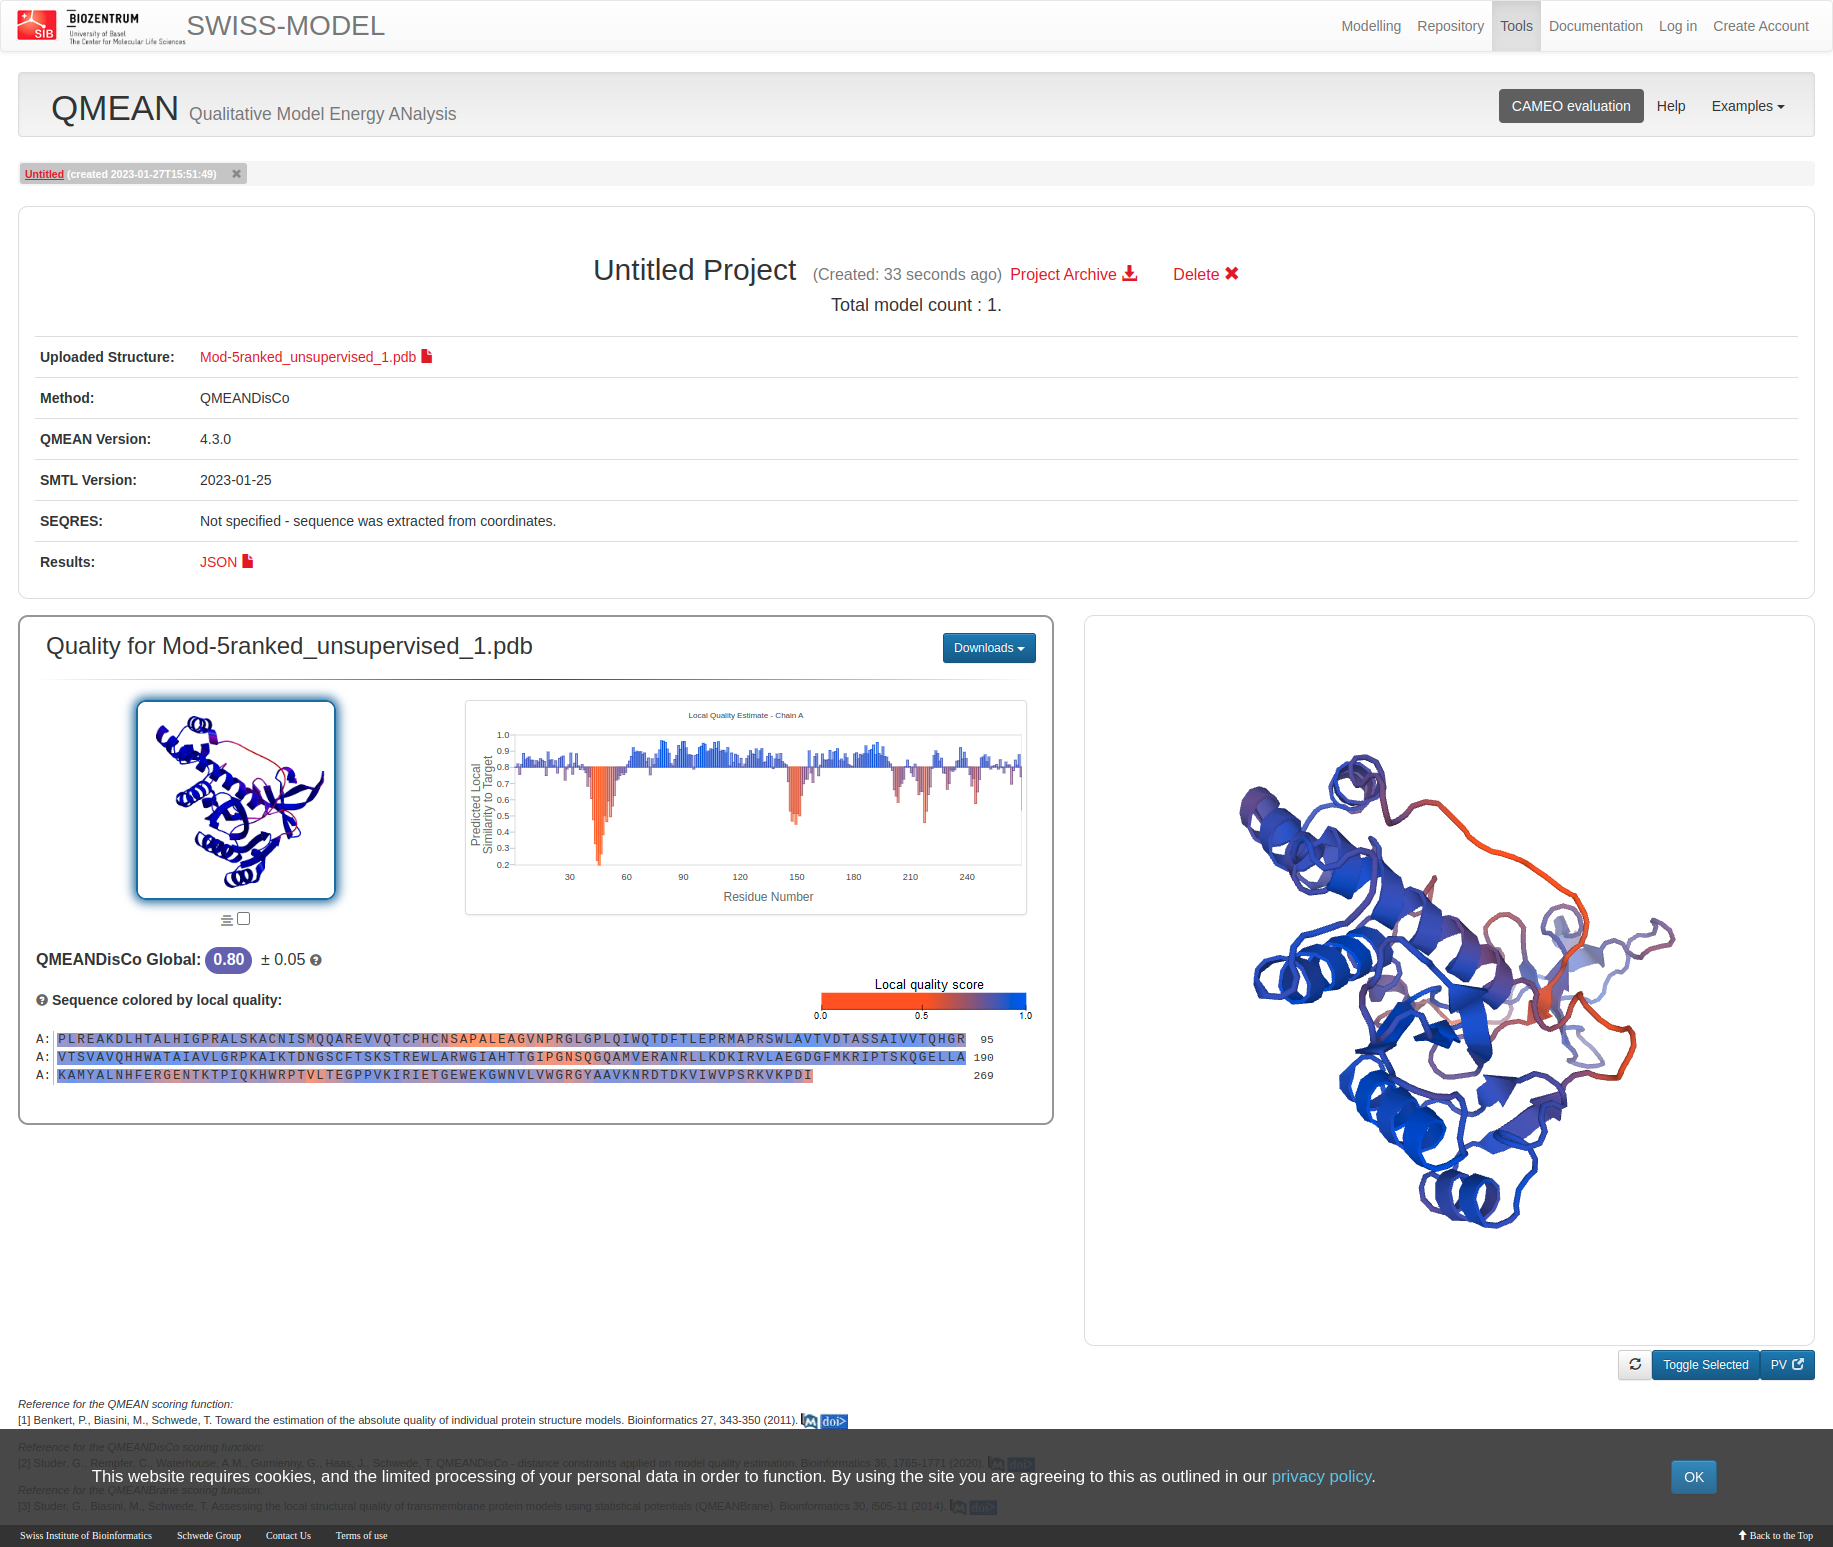 SIB
BIOZENTRUM
University of Basel
The Center for Molecular Life Sciences
SWISS-MODEL
Modelling Repository Tools Documentation Log in Create Account
QMEAN Qualitative Model Energy ANalysis
CAMEO evaluation Help Examples
Untitled (created 2023-01-27T15:51:49)
Untitled Project (Created: 33 seconds ago) Project Archive Delete
Total model count : 1.
Uploaded Structure: Mod-5ranked_unsupervised_1.pdb
Method: QMEANDisCo
QMEAN Version: 4.3.0
SMTL Version: 2023-01-25
SEQRES: Not specified - sequence was extracted from coordinates.
Results: JSON
Quality for Mod-5ranked_unsupervised_1.pdb
Downloads
Local Quality Estimate - Chain A
Predicted Local
Similarity to Target
1.0
0.9
0.8
0.7
0.6
0.5
0.4
0.3
0.2
30 60 90 120 150 180 210 240
Residue Number
QMEANDisCo Global: 0.80 ± 0.05
Sequence colored by local quality:
Local quality score
0.0 0.5 1.0
A: PLREAKDLHTALHIGPRALSKACNISMQQAREVVQTCPHCNSAPALEAGVNPRGLGPLQIWQTDFTLEPRMAPRSWLAVTVDTASSAIVVTQHGR 95
A: VTSVAVQHHWATAIAVLGRPKAIKTDNGSCFTSKSTREWLARWGIAHTTGIPGNSQGQAMVERANRLLKDKIRVLAEGDGFMKRIPTSKQGELLA 190
A: KAMYALNHFERGENTKTPIQKHWRPTVLTEGPPVKIRIETGEWEKGWNVLVWGRGYAAVKNRDTDKVIWVPSRKVKPDI 269
Toggle Selected PV
Reference for the QMEAN scoring function:
[1] Benkert, P., Biasini, M., Schwede, T. Toward the estimation of the absolute quality of individual protein structure models. Bioinformatics 27, 343-350 (2011). M doi>
Reference for the QMEANDisCo scoring function:
[2] Studer, G., Rempfer, C., Waterhouse, A.M., Gumienny, G., Haas, J., Schwede, T. QMEANDisCo - distance constraints applied on model quality estimation. Bioinformatics 36, 1765-1771 (2020). M doi>
This website requires cookies, and the limited processing of your personal data in order to function. By using the site you are agreeing to this as outlined in our privacy policy.
OK
Reference for the QMEANBrane scoring function:
[3] Studer, G., Biasini, M., Schwede, T. Assessing the local structural quality of transmembrane protein models using statistical potentials (QMEANBrane). Bioinformatics 30, i505-11 (2014). M doi>
Swiss Institute of Bioinformatics Schwede Group Contact Us Terms of use Back to the Top